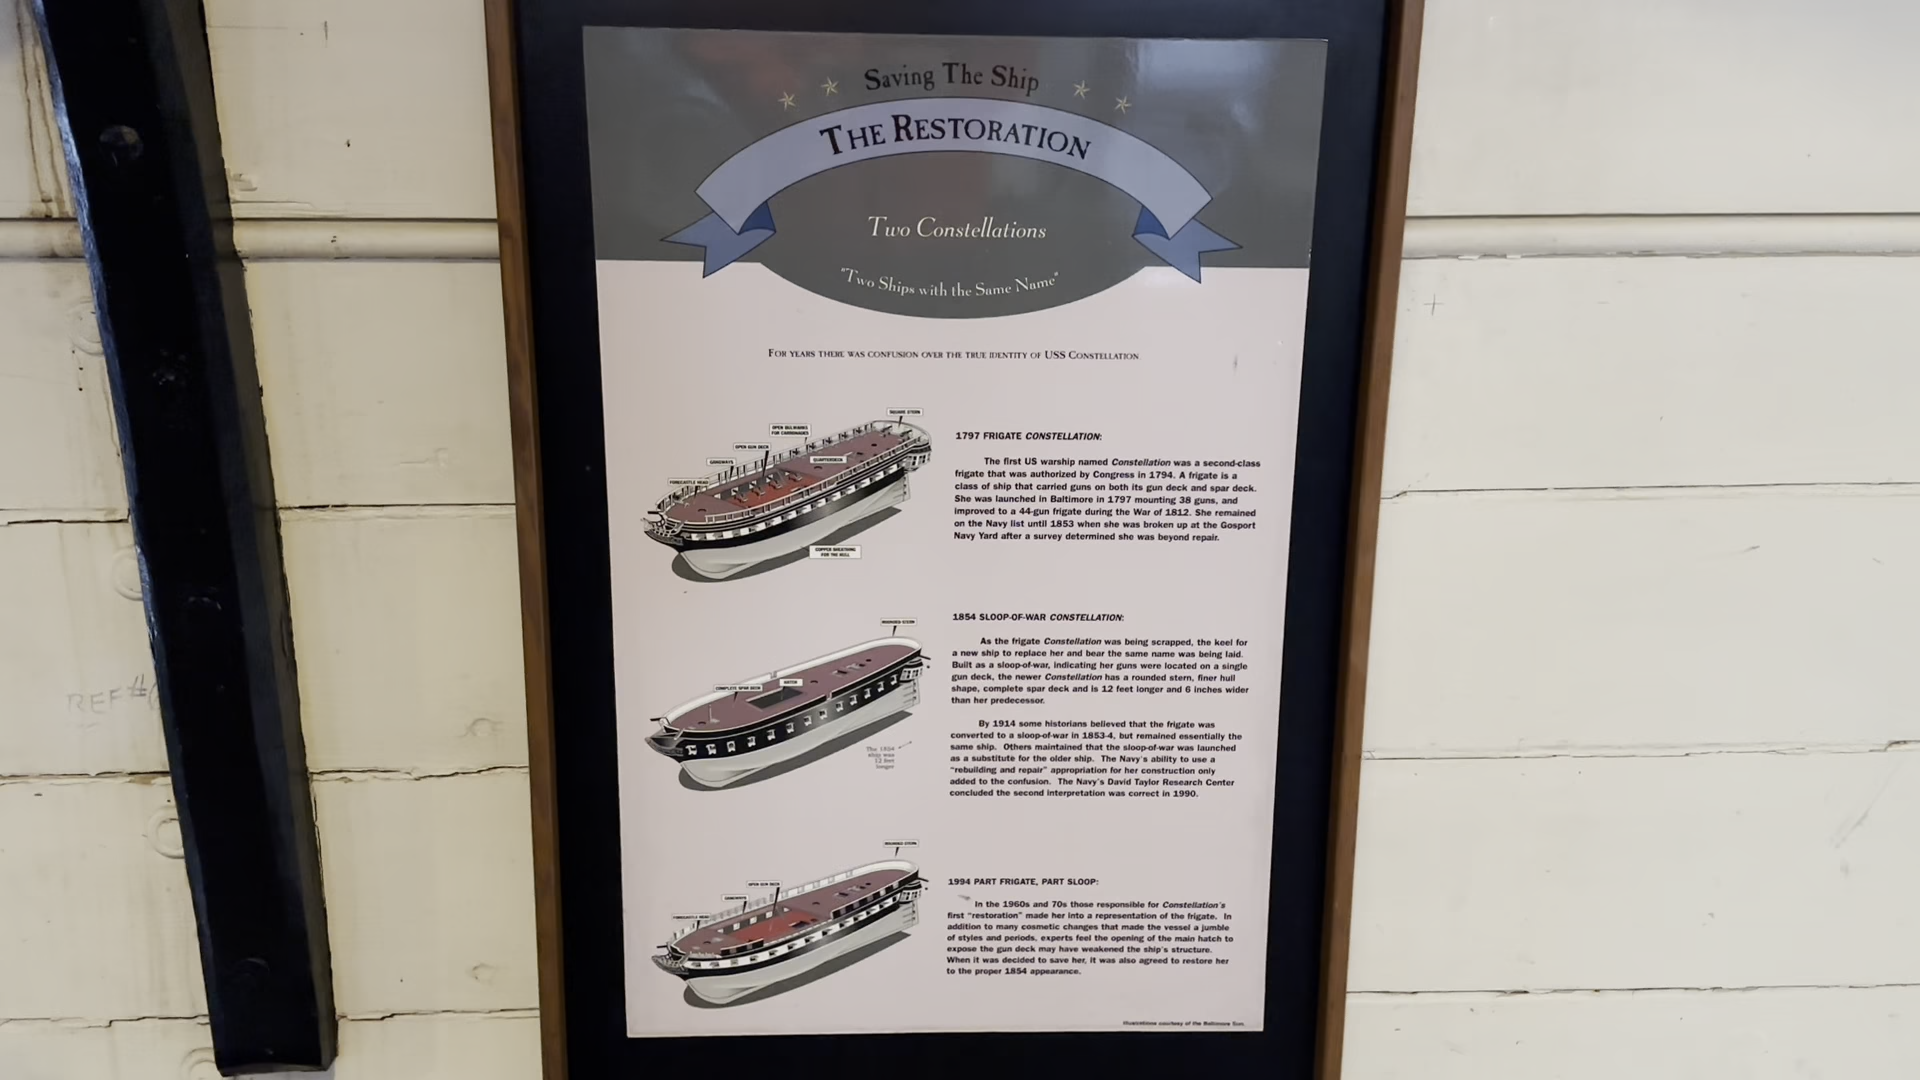 Saving The Ship
THE RESTORATION
Two Constellations
"Two Ships with the Same Name"
FOR YEARS THERE WAS CONFUSION OVER THE TRUE IDENTITY OF USS CONSTELLATION
SQUARE STERN
OPEN BULWARKS
FOR CARRONADES
OPEN GUN DECK
GANGWAYS
QUARTERDECK
FORECASTLE HEAD
COPPER SHEATHING
FOR THE HULL
1797 FRIGATE CONSTELLATION:
The first US warship named Constellation was a second-class
frigate that was authorized by Congress in 1794. A frigate is a
class of ship that carried guns on both its gun deck and spar deck.
She was launched in Baltimore in 1797 mounting 38 guns, and
improved to a 44-gun frigate during the War of 1812. She remained
on the Navy list until 1853 when she was broken up at the Gosport
Navy Yard after a survey determined she was beyond repair.
ROUNDED STERN
HATCH
COMPLETE SPAR DECK
The 1854
ship was
12 feet
longer
1854 SLOOP-OF-WAR CONSTELLATION:
As the frigate Constellation was being scrapped, the keel for
a new ship to replace her and bear the same name was being laid.
Built as a sloop-of-war, indicating her guns were located on a single
gun deck, the newer Constellation has a rounded stern, finer hull
shape, complete spar deck and is 12 feet longer and 6 inches wider
than her predecessor.
By 1914 some historians believed that the frigate was
converted to a sloop-of-war in 1853-4, but remained essentially the
same ship. Others maintained that the sloop-of-war was launched
as a substitute for the older ship. The Navy's ability to use a
"rebuilding and repair" appropriation for her construction only
added to the confusion. The Navy's David Taylor Research Center
concluded the second interpretation was correct in 1990.
ROUNDED STERN
OPEN GUN DECK
GANGWAYS
FORECASTLE HEAD
1994 PART FRIGATE, PART SLOOP:
In the 1960s and 70s those responsible for Constellation's
first "restoration" made her into a representation of the frigate. In
addition to many cosmetic changes that made the vessel a jumble
of styles and periods, experts feel the opening of the main hatch to
expose the gun deck may have weakened the ship's structure.
When it was decided to save her, it was also agreed to restore her
to the proper 1854 appearance.
Illustrations courtesy of the Baltimore Sun.
REF#